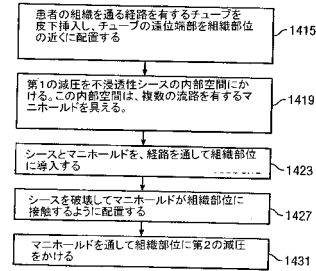 患者の組織を通る経路を有するチューブを
皮下挿入し、チューブの遠位端部を組織部位
の近くに配置する
1415
第1の減圧を不浸透性シースの内部空間に
かける。この内部空間は、複数の流路を有するマ
ニホールドを具える。
1419
シースとマニホールドを、経路を通して組織部位
に導入する
1423
シースを破壊してマニホールドが組織部位に
接触するように配置する
1427
マニホールドを通して組織部位に第2の減圧
をかける
1431